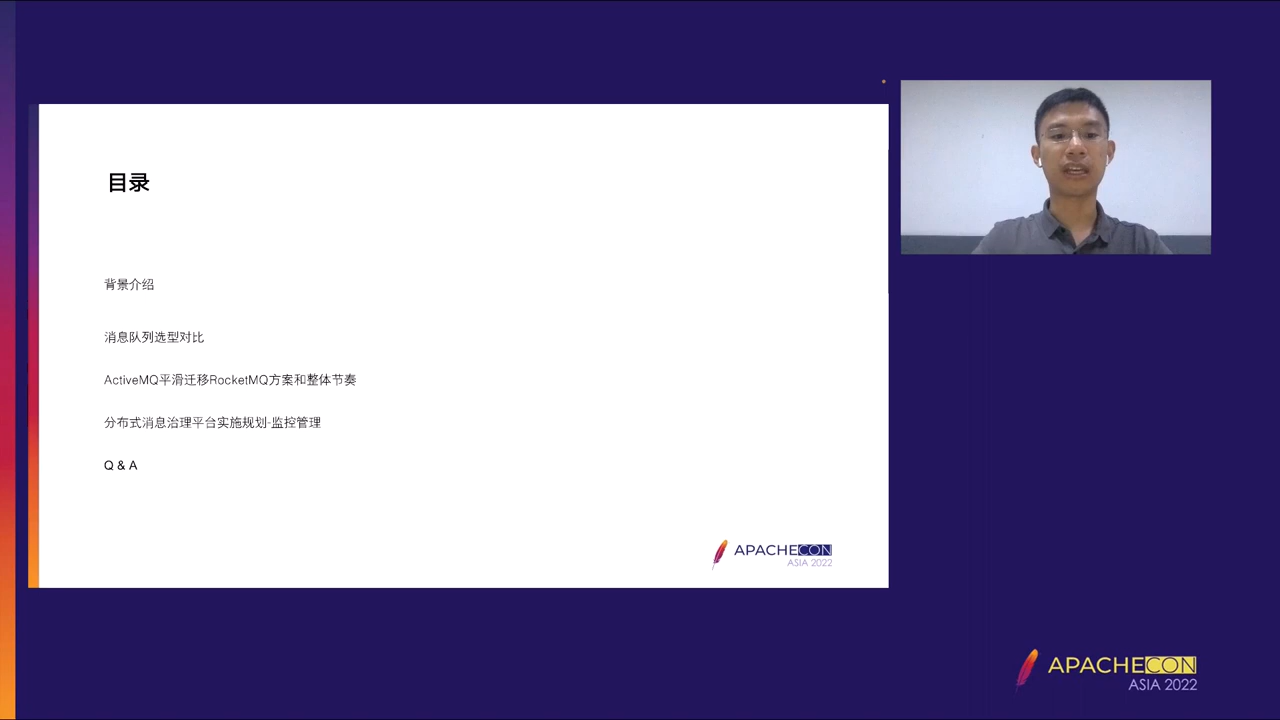 目录
背景介绍
消息队列选型对比
ActiveMQ平滑迁移RocketMQ方案和整体节奏
分布式消息治理平台实施规划-监控管理
Q & A
APACHECON
ASIA 2022
APACHECON
ASIA 2022